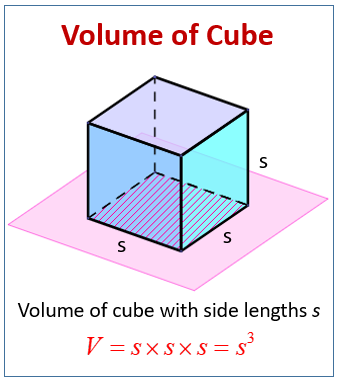 Volume of Cube
s
s
s
Volume of cube with side lengths s
V = s × s × s = s³